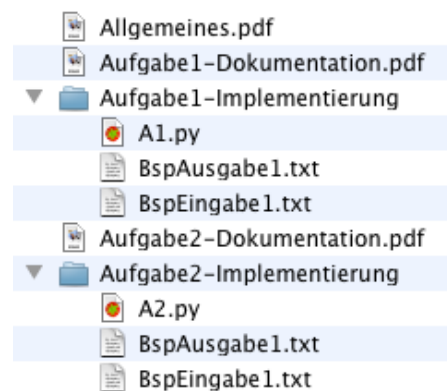 Allgemeines.pdf
Aufgabe1-Dokumentation.pdf
Aufgabe1-Implementierung
A1.py
BspAusgabe1.txt
BspEingabe1.txt
Aufgabe2-Dokumentation.pdf
Aufgabe2-Implementierung
A2.py
BspAusgabe1.txt
BspEingabe1.txt